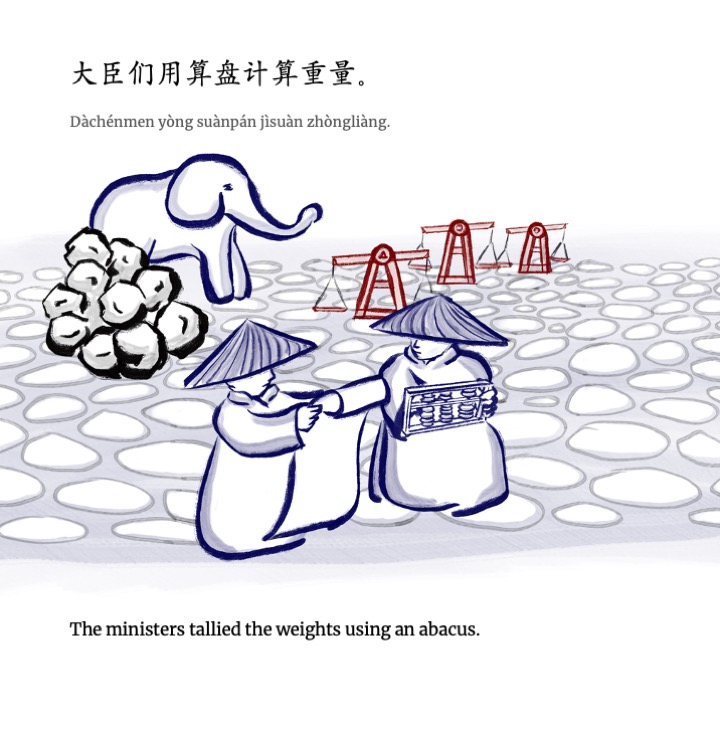 大臣们用算盘计算重量。
Dàchénmen yòng suànpán jìsuàn zhòngliàng.
The ministers tallied the weights using an abacus.